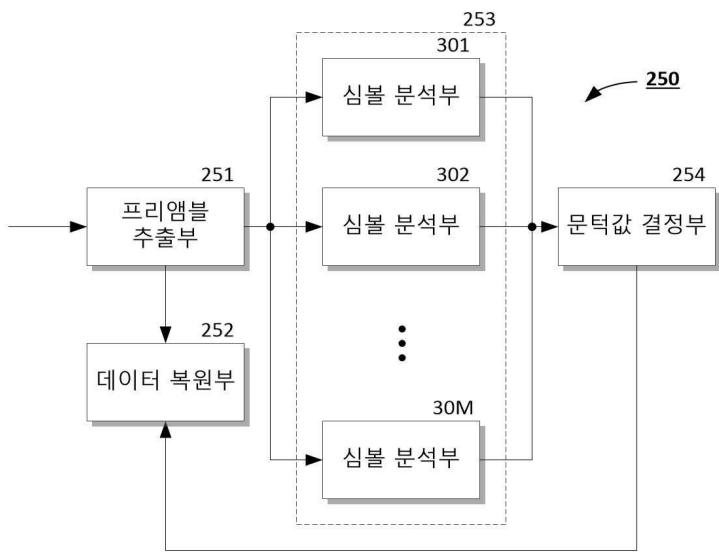 253
301
심볼 분석부
250
251
프리앰블
추출부
302
심볼 분석부
254
문턱값 결정부
252
데이터 복원부
30M
심볼 분석부